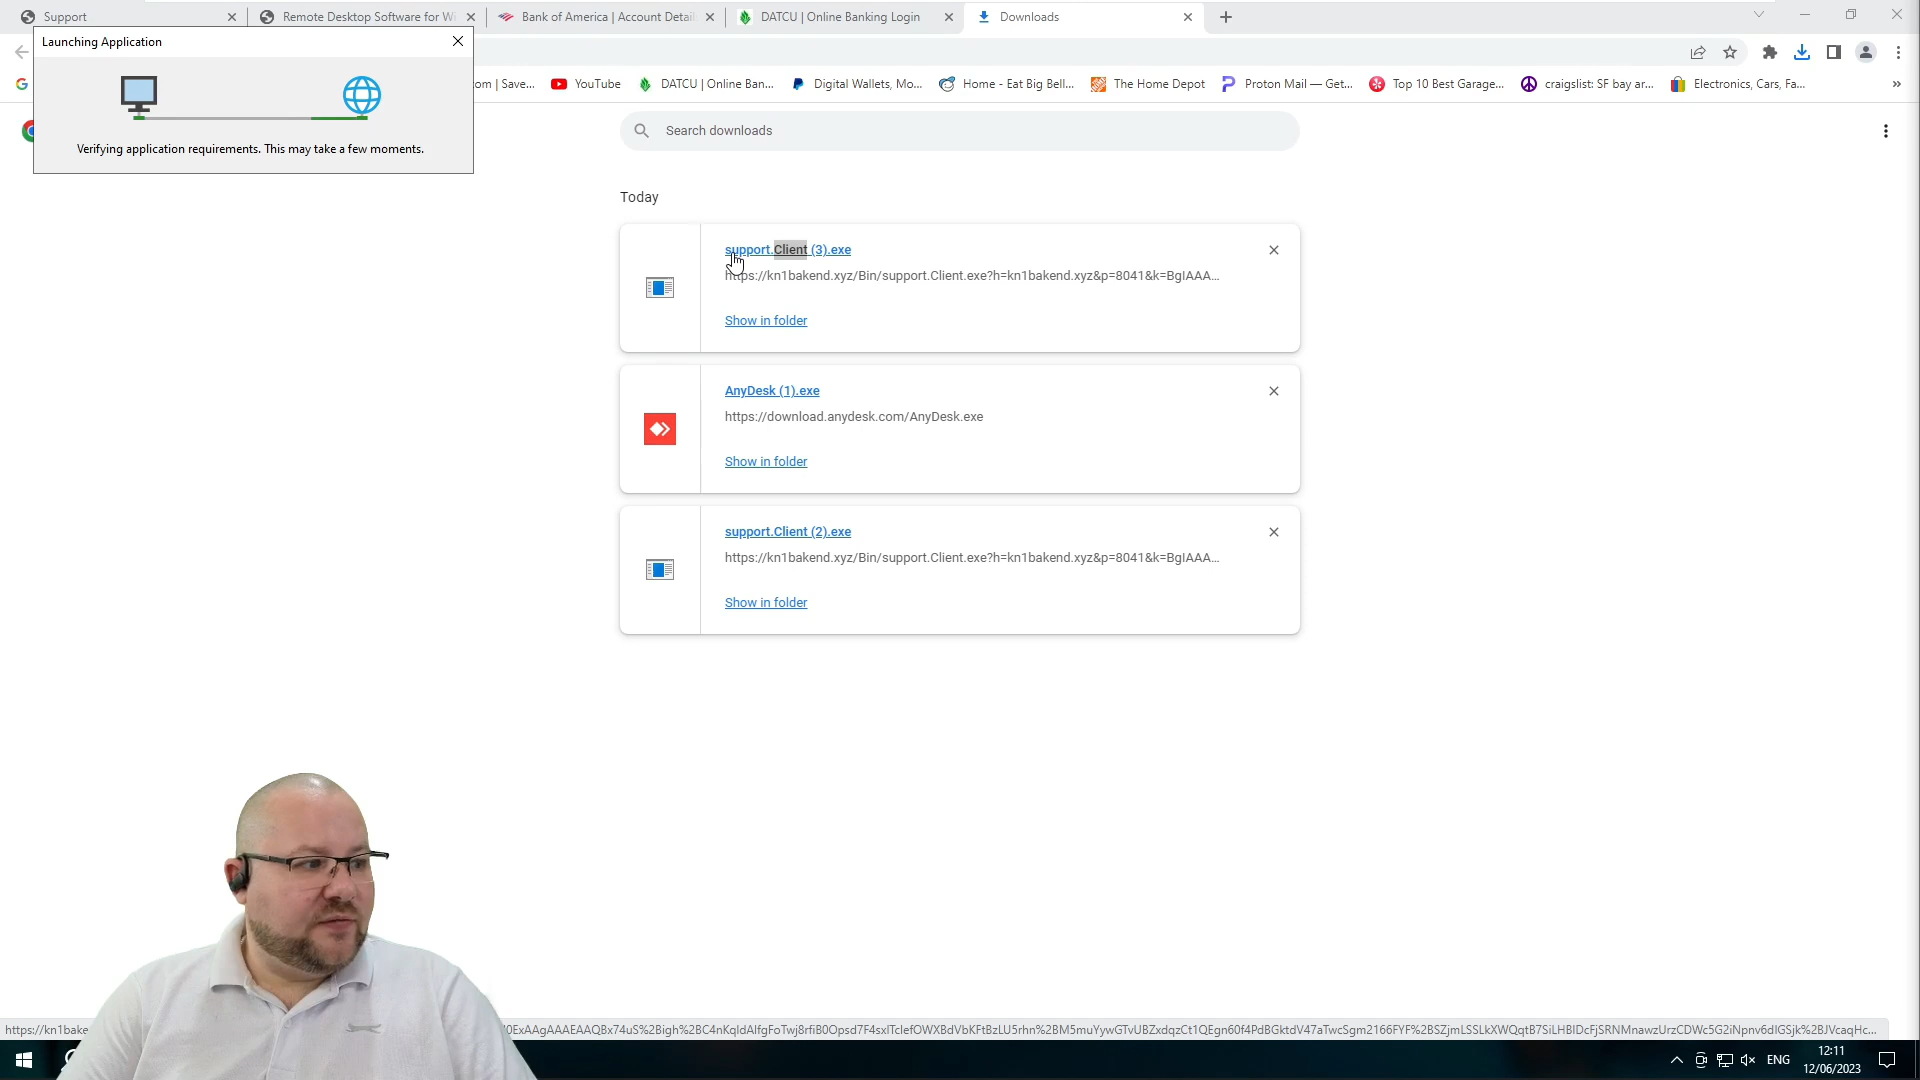 Support
Remote Desktop Software for Wi
Bank of America | Account Detail
DATCU | Online Banking Login
Downloads
Launching Application
Verifying application requirements. This may take a few moments.
om | Save...
YouTube
DATCU | Online Ban...
Digital Wallets, Mo...
Home - Eat Big Bell...
The Home Depot
Proton Mail — Get...
Top 10 Best Garage...
craigslist: SF bay ar...
Electronics, Cars, Fa...
Search downloads
Today
support.Client (3).exe
https://kn1bakend.xyz/Bin/support.Client.exe?h=kn1bakend.xyz&p=8041&k=BgIAAA...
Show in folder
AnyDesk (1).exe
https://download.anydesk.com/AnyDesk.exe
Show in folder
support.Client (2).exe
https://kn1bakend.xyz/Bin/support.Client.exe?h=kn1bakend.xyz&p=8041&k=BgIAAA...
Show in folder
https://kn1bake
ENG
12:11
12/06/2023